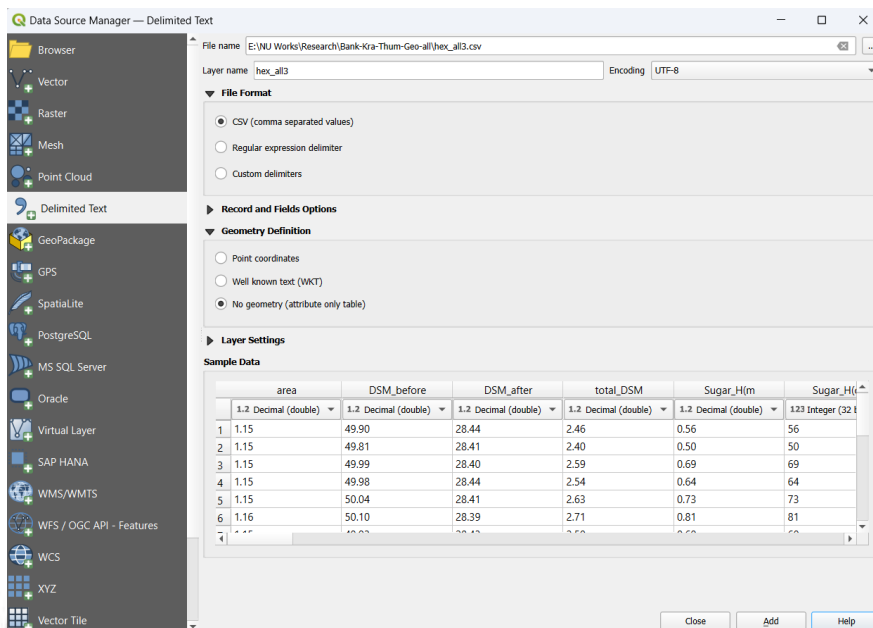 Data Source Manager — Delimited Text
Browser
Vector
Raster
Mesh
Point Cloud
Delimited Text
GeoPackage
GPS
SpatiaLite
PostgreSQL
MS SQL Server
Oracle
Virtual Layer
SAP HANA
WMS/WMTS
WFS / OGC API - Features
WCS
XYZ
Vector Tile
File name E:\NU Works\Research\Bank-Kra-Thum-Geo-all\hex_all3.csv
Layer name hex_all3 Encoding UTF-8
File Format
CSV (comma separated values)
Regular expression delimiter
Custom delimiters
Record and Fields Options
Geometry Definition
Point coordinates
Well known text (WKT)
No geometry (attribute only table)
Layer Settings
Sample Data
area DSM_before DSM_after total_DSM Sugar_H(m Sugar_H(
1.2 Decimal (double) 1.2 Decimal (double) 1.2 Decimal (double) 1.2 Decimal (double) 1.2 Decimal (double) 123 Integer (32
1 1.15 49.90 28.44 2.46 0.56 56
2 1.15 49.81 28.41 2.40 0.50 50
3 1.15 49.99 28.40 2.59 0.69 69
4 1.15 49.98 28.44 2.54 0.64 64
5 1.15 50.04 28.41 2.63 0.73 73
6 1.16 50.10 28.39 2.71 0.81 81
Close Add Help